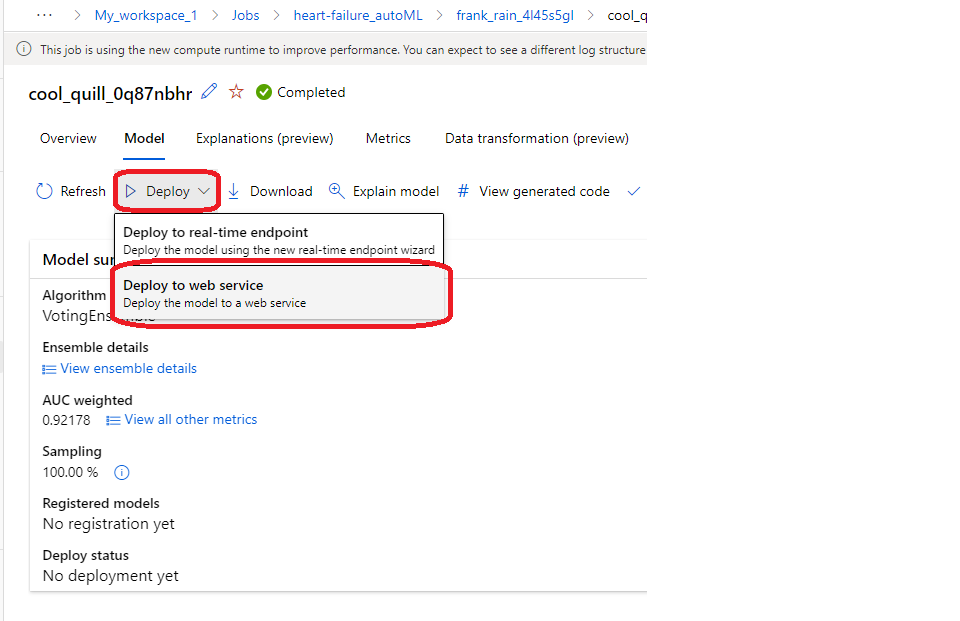 ··· > My_workspace_1 > Jobs > heart-failure_autoML > frank_rain_4l45s5gl > cool_q
This job is using the new compute runtime to improve performance. You can expect to see a different log structure
cool_quill_0q87nbhr Completed
Overview Model Explanations (preview) Metrics Data transformation (preview)
Refresh Deploy Download Explain model # View generated code
Deploy to real-time endpoint
Deploy the model using the new real-time endpoint wizard
Model sur
Deploy to web service
Deploy the model to a web service
Algorithm
VotingEnsemble
Ensemble details
View ensemble details
AUC weighted
0.92178 View all other metrics
Sampling
100.00 %
Registered models
No registration yet
Deploy status
No deployment yet